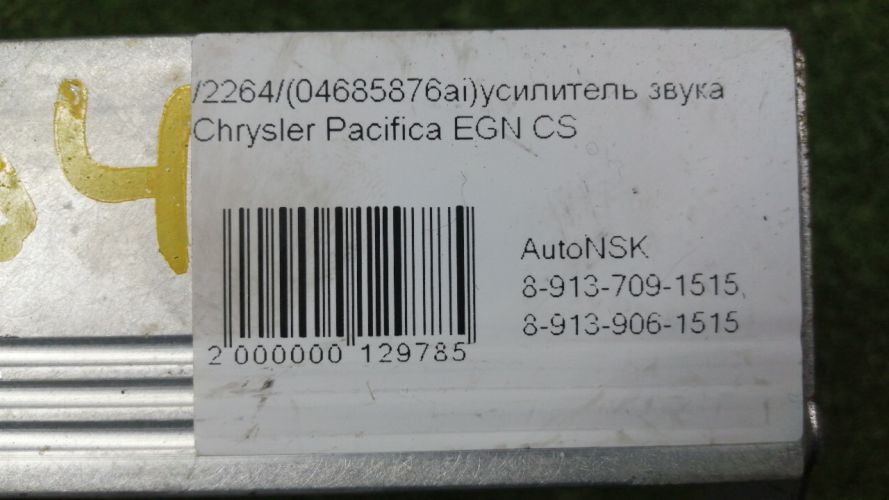 /2264/(04685876ai)усилитель звука
Chrysler Pacifica EGN CS
AutoNSK
8-913-709-1515,
8-913-906-1515
2 000000 129785
4